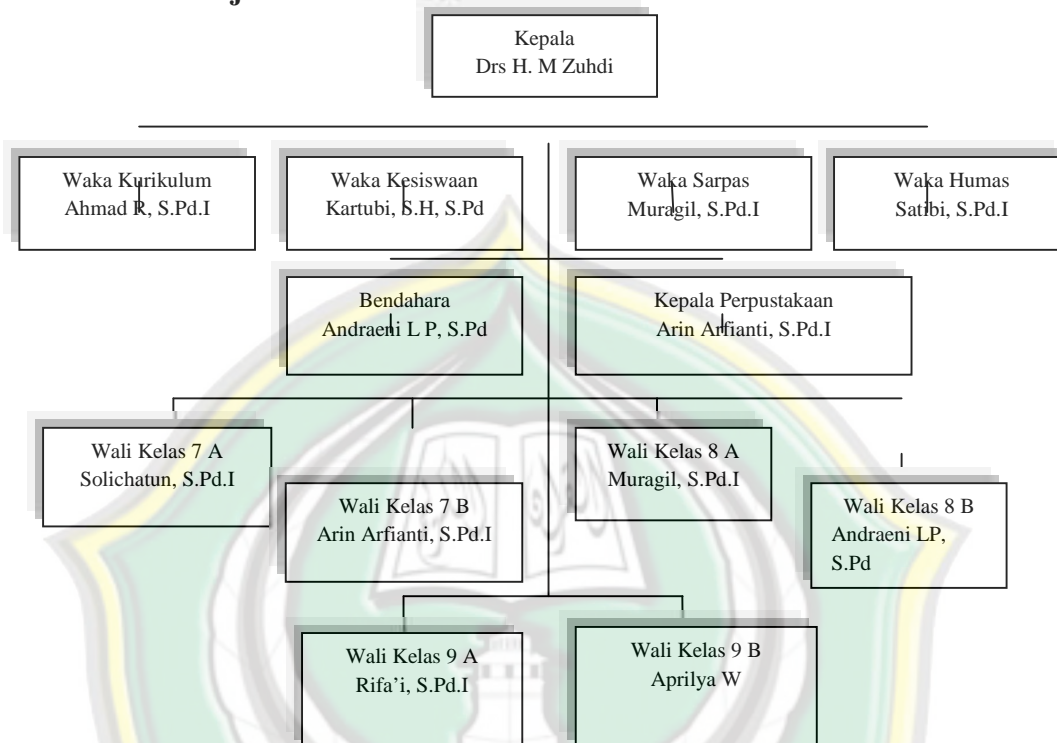 Kepala
Drs H. M Zuhdi
Waka Kurikulum
Ahmad R, S.Pd.I
Waka Kesiswaan
Kartubi, S.H, S.Pd
Waka Sarpas
Muragil, S.Pd.I
Waka Humas
Satibi, S.Pd.I
Bendahara
Andraeni L P, S.Pd
Kepala Perpustakaan
Arin Arfianti, S.Pd.I
Wali Kelas 7 A
Solichatun, S.Pd.I
Wali Kelas 7 B
Arin Arfianti, S.Pd.I
Wali Kelas 8 A
Muragil, S.Pd.I
Wali Kelas 8 B
Andraeni LP,
S.Pd
Wali Kelas 9 A
Rifa’i, S.Pd.I
Wali Kelas 9 B
Aprilya W